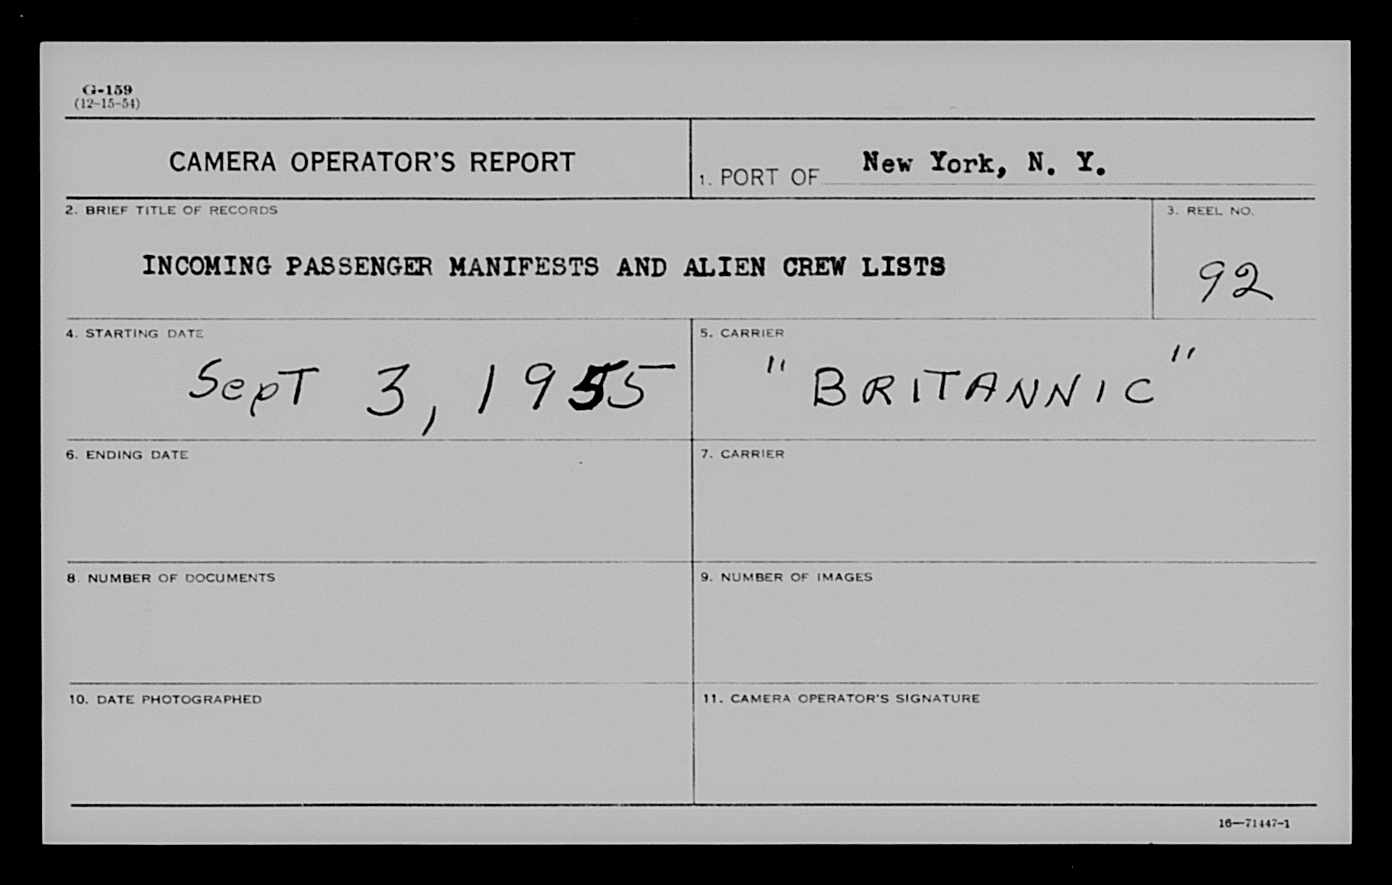 G-159
(12-15-54)
CAMERA OPERATOR'S REPORT
1. PORT OF New York, N. Y.
2. BRIEF TITLE OF RECORDS
INCOMING PASSENGER MANIFESTS AND ALIEN CREW LISTS
3. REEL NO.
92
4. STARTING DATE
Sept 3, 1955
5. CARRIER
"BRITANNIC"
6. ENDING DATE
7. CARRIER
8. NUMBER OF DOCUMENTS
9. NUMBER OF IMAGES
10. DATE PHOTOGRAPHED
11. CAMERA OPERATOR'S SIGNATURE
16—71447-1